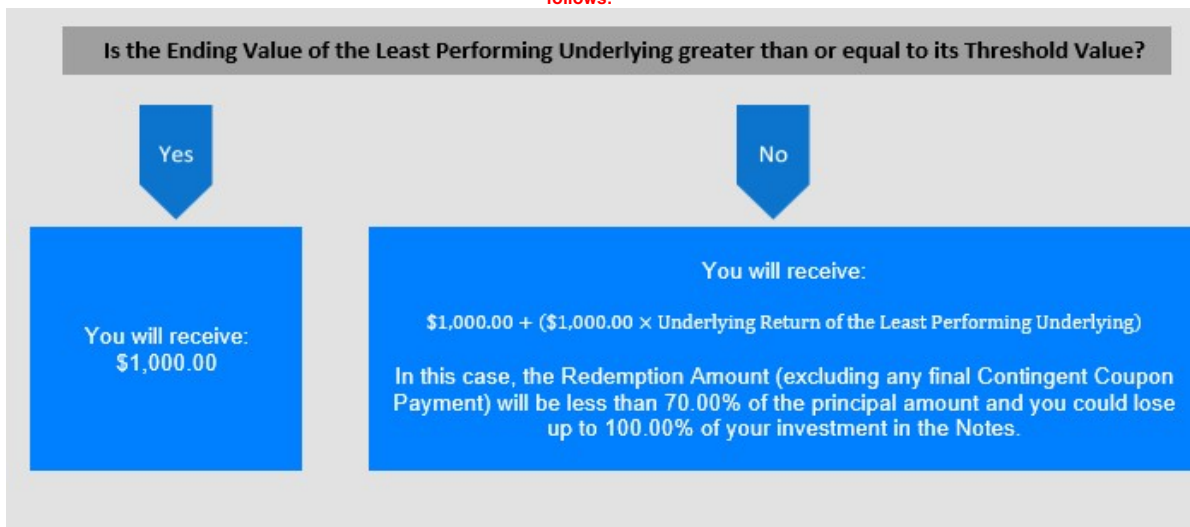 follows:
Is the Ending Value of the Least Performing Underlying greater than or equal to its Threshold Value?
Yes
No
You will receive:
$1,000.00
You will receive:
$1,000.00 + ($1,000.00 × Underlying Return of the Least Performing Underlying)
In this case, the Redemption Amount (excluding any final Contingent Coupon
Payment) will be less than 70.00% of the principal amount and you could lose
up to 100.00% of your investment in the Notes.